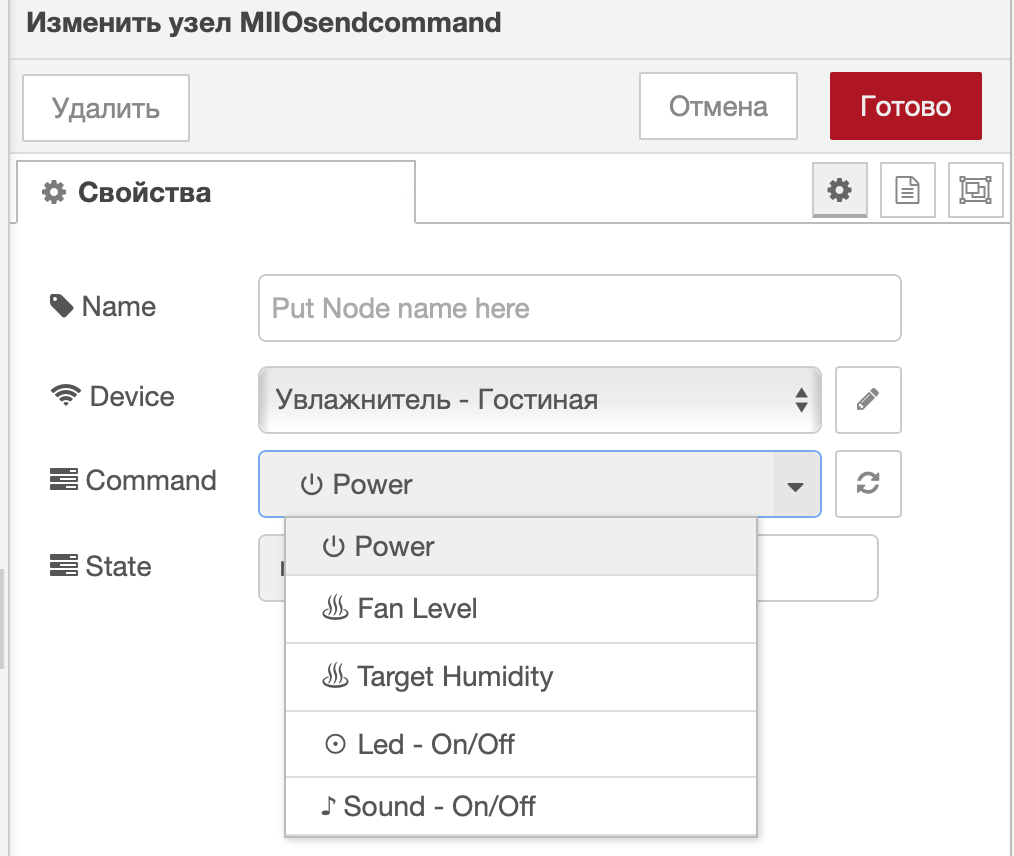 Изменить узел MIIOsendcommand
Удалить
Отмена
Готово
Свойства
Name
Put Node name here
Device
Увлажнитель - Гостиная
Command
Power
State
Power
Fan Level
Target Humidity
Led - On/Off
Sound - On/Off